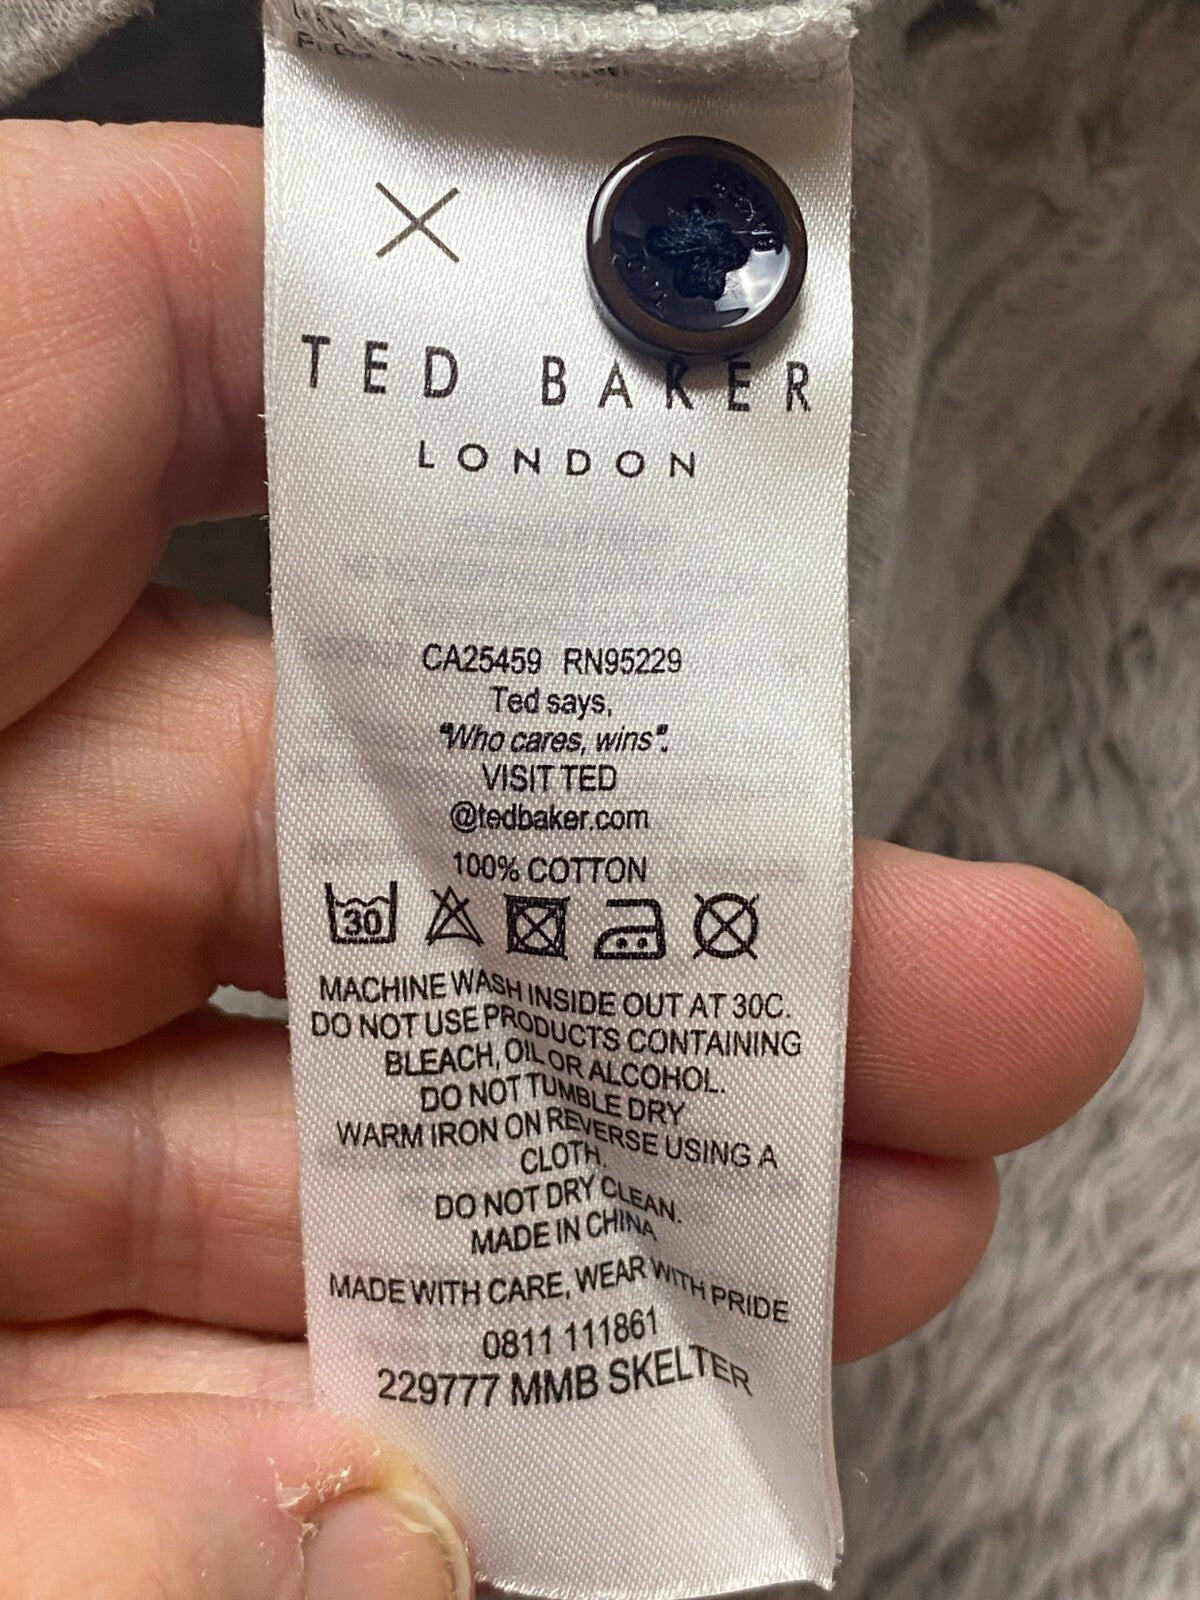 TED BAKER
LONDON
CA25459 RN95229
Ted says,
"Who cares, wins".
VISIT TED
@tedbaker.com
100% COTTON
30
MACHINE WASH INSIDE OUT AT 30C.
DO NOT USE PRODUCTS CONTAINING
BLEACH, OIL OR ALCOHOL.
DO NOT TUMBLE DRY
WARM IRON ON REVERSE USING A
CLOTH.
DO NOT DRY CLEAN.
MADE IN CHINA
MADE WITH CARE, WEAR WITH PRIDE
0811 111861
229777 MMB SKELTER